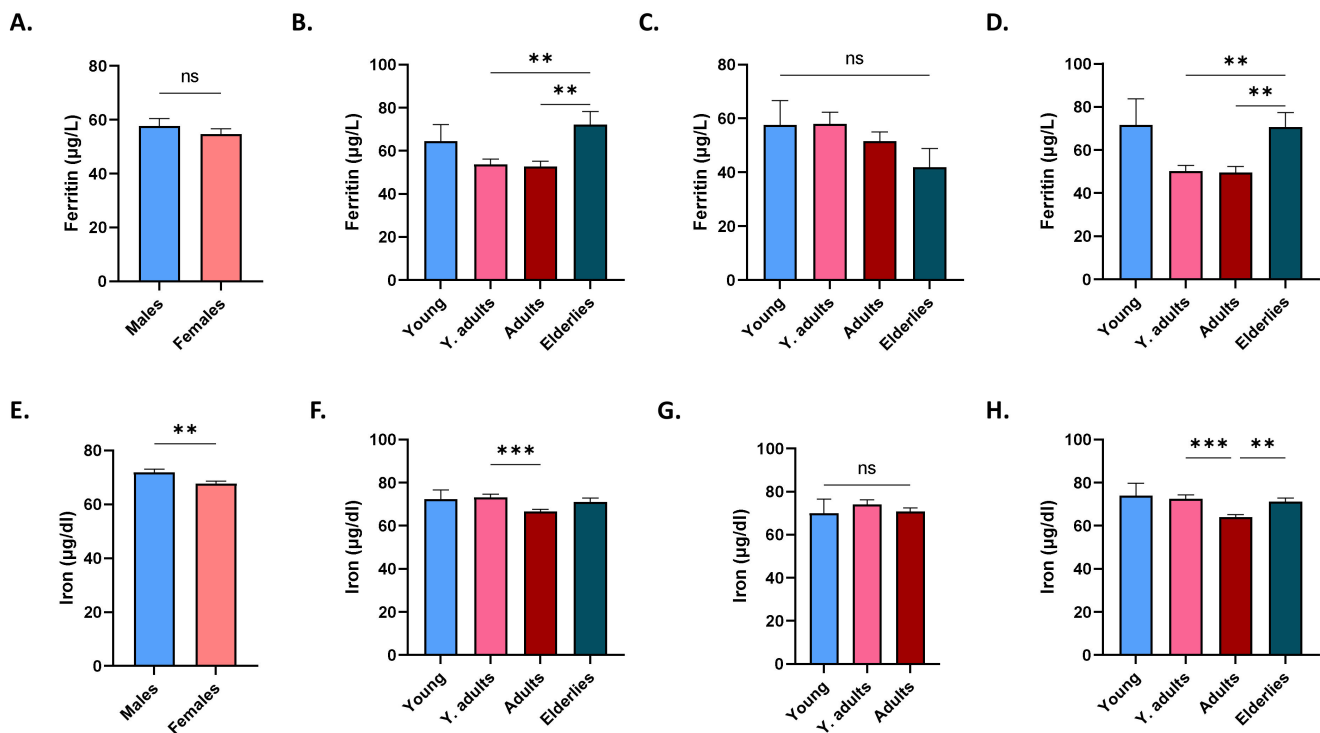 A.
B.
C.
D.
Ferritin (µg/L)
80
60
40
20
0
ns
Males
Females
Ferritin (µg/L)
100
80
60
40
20
0
**
**
Young
Y. adults
Adults
Elderlies
Ferritin (µg/L)
80
60
40
20
0
ns
Young
Y. adults
Adults
Elderlies
Ferritin (µg/L)
100
80
60
40
20
0
**
**
Young
Y. adults
Adults
Elderlies
E.
F.
G.
H.
Iron (µg/dl)
80
60
40
20
0
**
Males
Females
Iron (µg/dl)
100
80
60
40
20
0
***
Young
Y. adults
Adults
Elderlies
Iron (µg/dl)
100
80
60
40
20
0
ns
Young
Y. adults
Adults
Iron (µg/dl)
100
80
60
40
20
0
***
**
Young
Y. adults
Adults
Elderlies